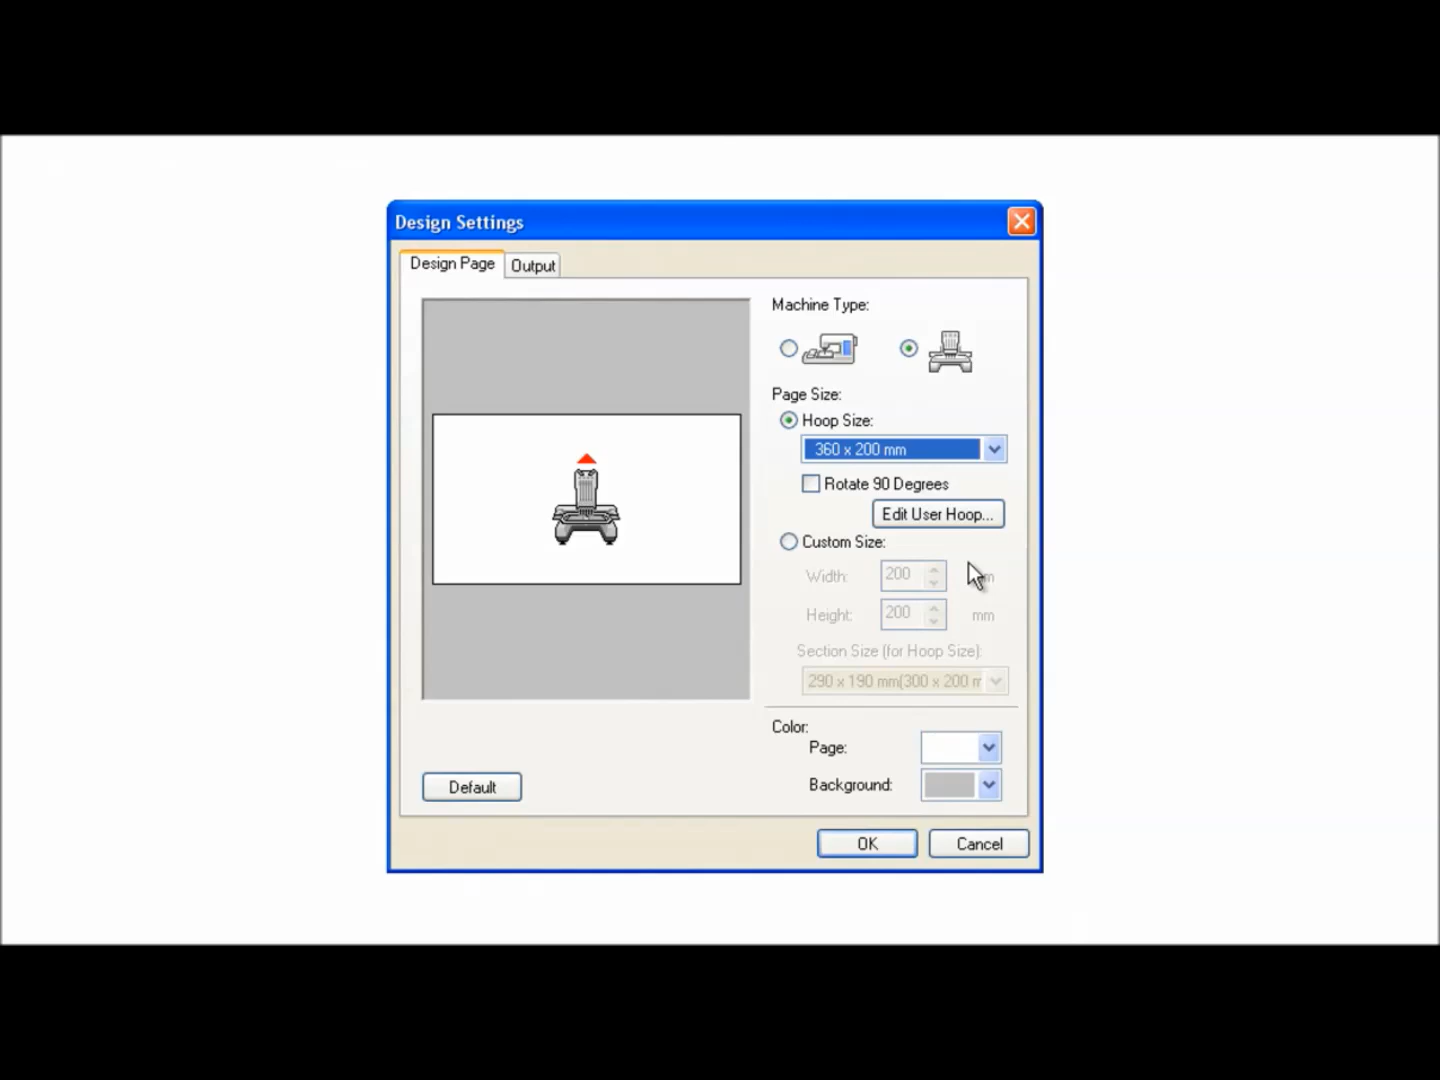 Design Settings
Design Page
Output
Machine Type:
Page Size:
Hoop Size:
360 x 200 mm
Rotate 90 Degrees
Edit User Hoop...
Custom Size:
Width: 200
Height: 200 mm
Section Size (for Hoop Size):
290 x 190 mm(300 x 200 m
Color:
Page:
Background:
Default
OK
Cancel